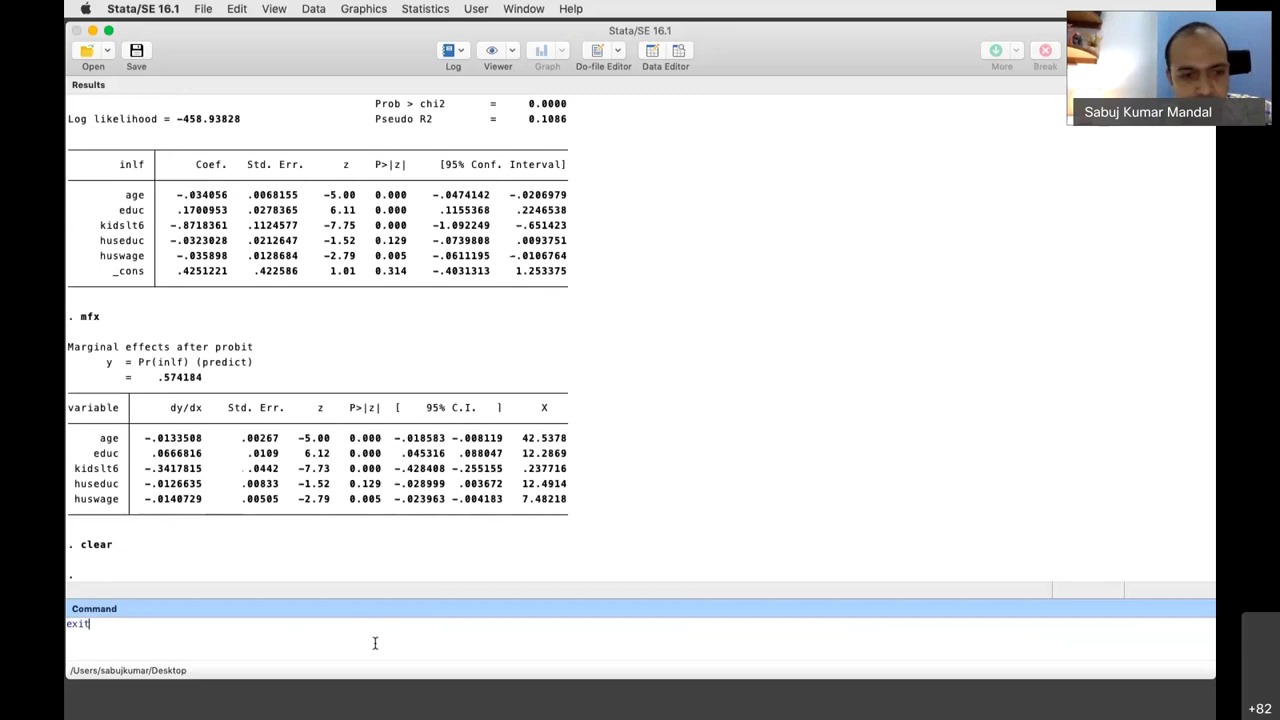 Stata/SE 16.1 File Edit View Data Graphics Statistics User Window Help
Stata/SE 16.1
Open Save Log Viewer Graph Do-file Editor Data Editor More Break
Sabuj Kumar Mandal
Results
Prob > chi2 = 0.0000
Log likelihood = -458.93828 Pseudo R2 = 0.1086
inlf Coef. Std. Err. z P>|z| [95% Conf. Interval]
age -.034056 .0068155 -5.00 0.000 -.0474142 -.0206979
educ .1700953 .0278365 6.11 0.000 .1155368 .2246538
kidslt6 -.8718361 .1124577 -7.75 0.000 -1.092249 -.651423
huseduc -.0323028 .0212647 -1.52 0.129 -.0739808 .0093751
huswage -.035898 .0128684 -2.79 0.005 -.0611195 -.0106764
_cons .4251221 .422586 1.01 0.314 -.4031313 1.253375
. mfx
Marginal effects after probit
y = Pr(inlf) (predict)
= .574184
variable dy/dx Std. Err. z P>|z| [ 95% C.I. ] X
age -.0133508 .00267 -5.00 0.000 -.018583 -.008119 42.5378
educ .0666816 .0109 6.12 0.000 .045316 .088047 12.2869
kidslt6 -.3417815 .0442 -7.73 0.000 -.428408 -.255155 .237716
huseduc -.0126635 .00833 -1.52 0.129 -.028999 .003672 12.4914
huswage -.0140729 .00505 -2.79 0.005 -.023963 -.004183 7.48218
. clear
.
Command
exit
/Users/sabujkumar/Desktop
+82